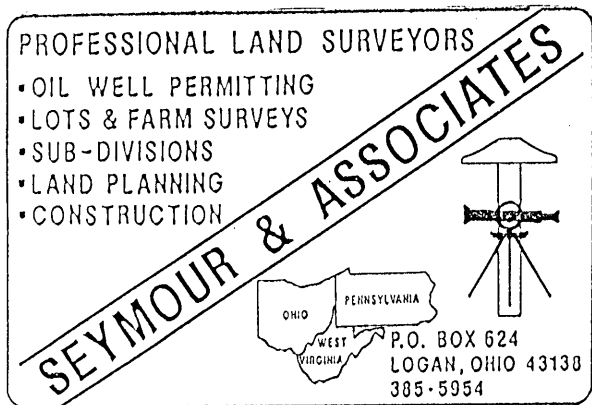 PROFESSIONAL LAND SURVEYORS
▪OIL WELL PERMITTING
▪LOTS & FARM SURVEYS
▪SUB-DIVISIONS
▪LAND PLANNING
▪CONSTRUCTION
SEYMOUR & ASSOCIATES
OHIO
PENNSYLVANIA
WEST
VIRGINIA
P.O. BOX 624
LOGAN, OHIO 43138
385-5954